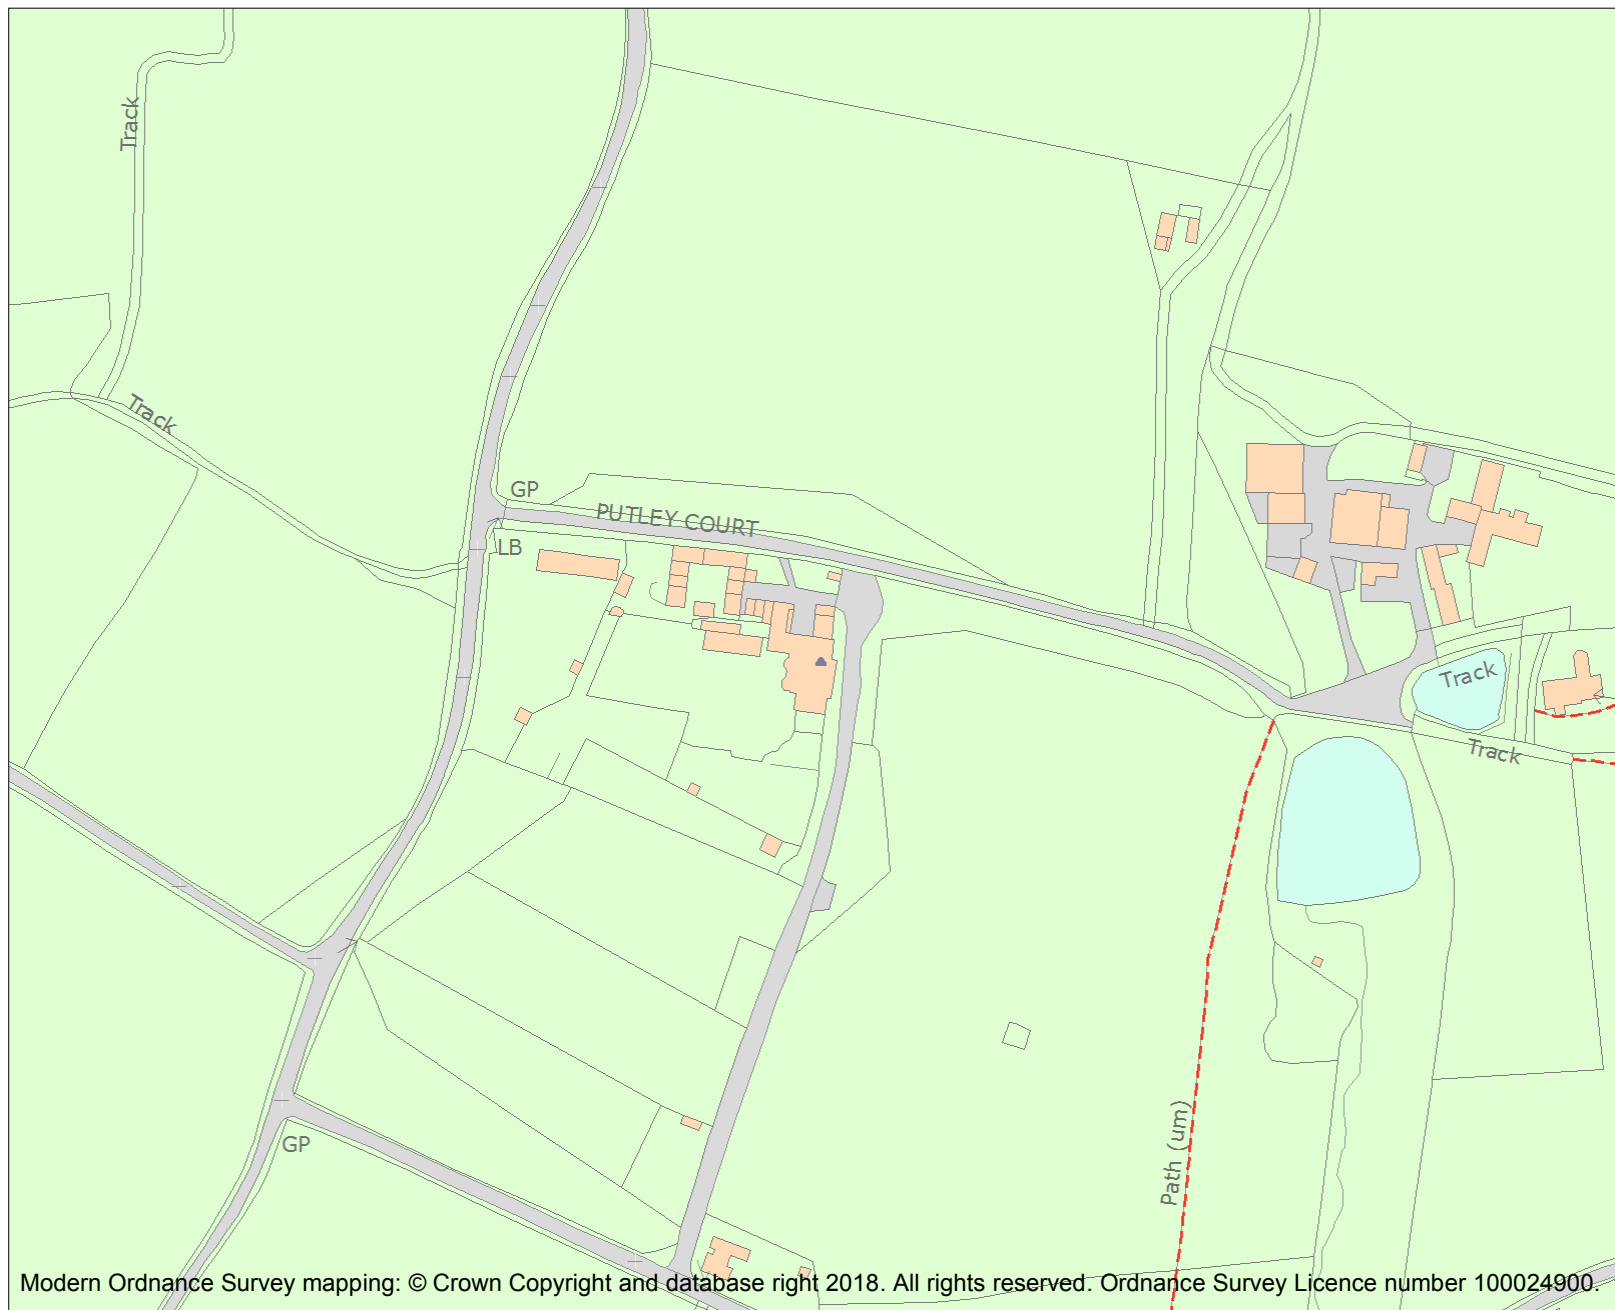 Track
Track
GP
PUTLEY COURT
LB
Track
Track
Path (um)
GP
Modern Ordnance Survey mapping: © Crown Copyright and database right 2018. All rights reserved. Ordnance Survey Licence number 100024900.